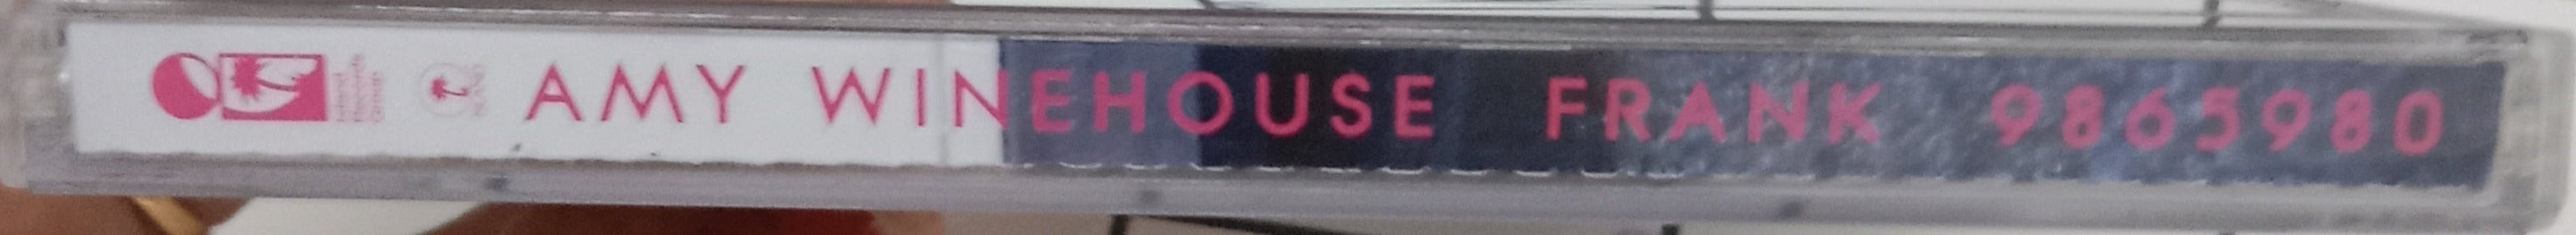 AMY WINEHOUSE FRANK 9865980